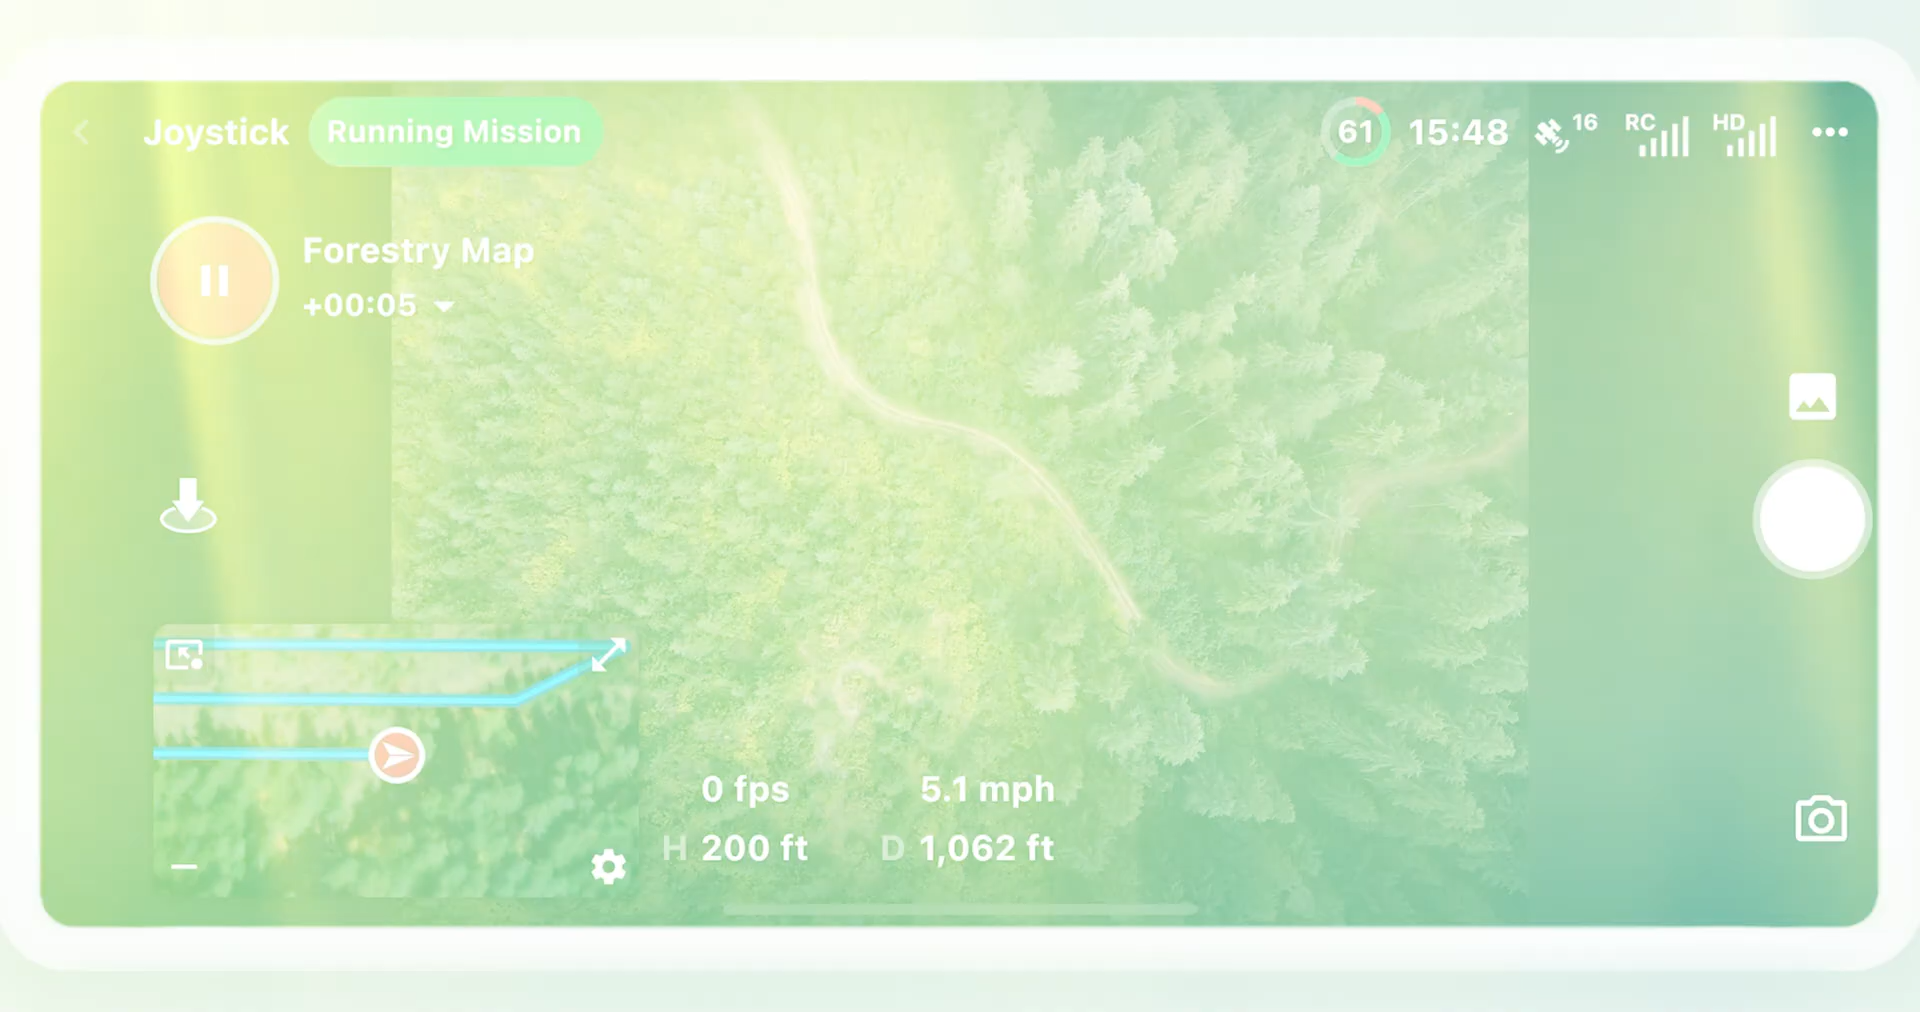 Joystick
Running Mission
61
15:48
16
RC
HD
Forestry Map
+00:05
0 fps
5.1 mph
H 200 ft
D 1,062 ft